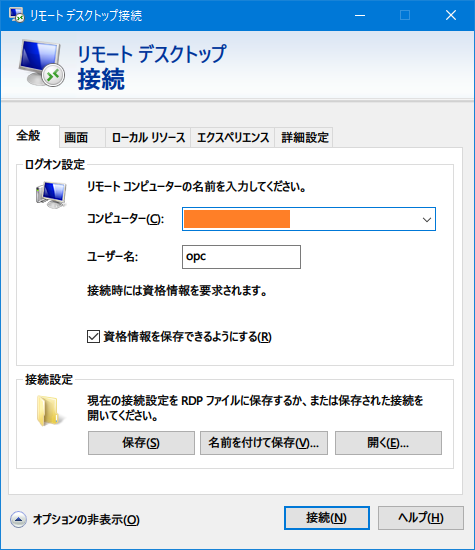 リモート デスクトップ接続
リモート デスクトップ
接続
全般 画面 ローカル リソース エクスペリエンス 詳細設定
ログオン設定
リモート コンピューターの名前を入力してください。
コンピューター(C):
ユーザー名: opc
接続時には資格情報を要求されます。
資格情報を保存できるようにする(R)
接続設定
現在の接続設定を RDP ファイルに保存するか、または保存された接続を
開いてください。
保存(S) 名前を付けて保存(V)... 開く(E)...
オプションの非表示(O) 接続(N) ヘルプ(H)